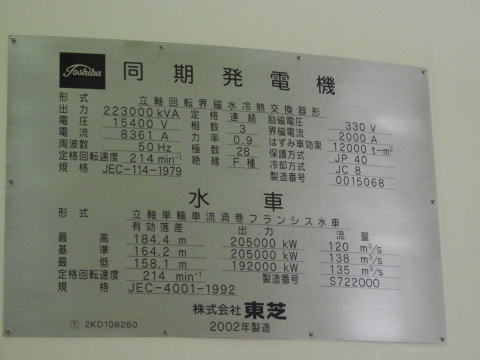 Toshiba 同期発電機
形式 立軸回転界磁水冷熱交換器形
出力 223000 kVA 定格 連続 励磁電圧 330 V
電圧 15400 V 相数 3 界磁電流 2000 A
電流 8361 A 力率 0.9 はずみ車効果 12000 t-m²
周波数 50 Hz 極数 28 保護方式 JP 40
定格回転速度 214 min⁻¹ 絶縁 F種 冷却方式 JC 8
規格 JEC-114-1979 製造番号 0015068
水車
形式 立軸単輪単流渦巻フランシス水車
有効落差 出力 流量
最高 184.4 m 205000 kW 120 m³/s
基準 164.2 m 205000 kW 138 m³/s
最低 158.1 m 192000 kW 135 m³/s
定格回転速度 214 min⁻¹ 製造番号 S722000
規格 JEC-4001-1992
株式会社 東芝
Ⓣ 2KD108260 2002年製造